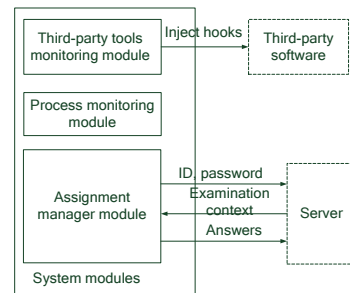 Third-party tools
monitoring module
Inject hooks
Third-party
software
Process monitoring
module
Assignment
manager module
ID, password
Examination
context
Answers
Server
System modules